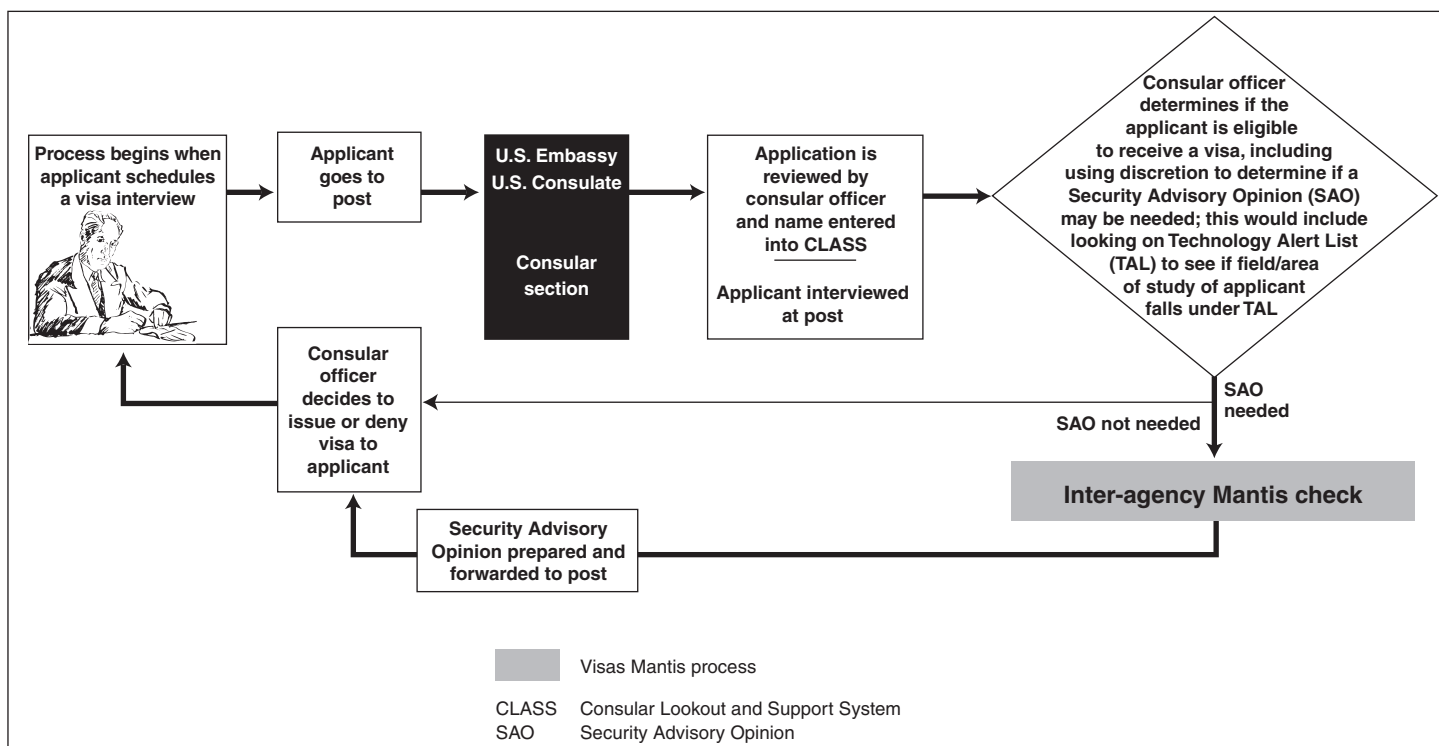 Process begins when
applicant schedules
a visa interview
Applicant
goes to
post
U.S. Embassy
U.S. Consulate
Consular
section
Application is
reviewed by
consular officer
and name entered
into CLASS
Applicant interviewed
at post
Consular officer
determines if the
applicant is eligible
to receive a visa, including
using discretion to determine if a
Security Advisory Opinion (SAO)
may be needed; this would include
looking on Technology Alert List
(TAL) to see if field/area
of study of applicant
falls under TAL
SAO
needed
SAO not needed
Inter-agency Mantis check
Security Advisory
Opinion prepared and
forwarded to post
Consular
officer
decides to
issue or deny
visa to
applicant
Visas Mantis process
CLASS Consular Lookout and Support System
SAO Security Advisory Opinion